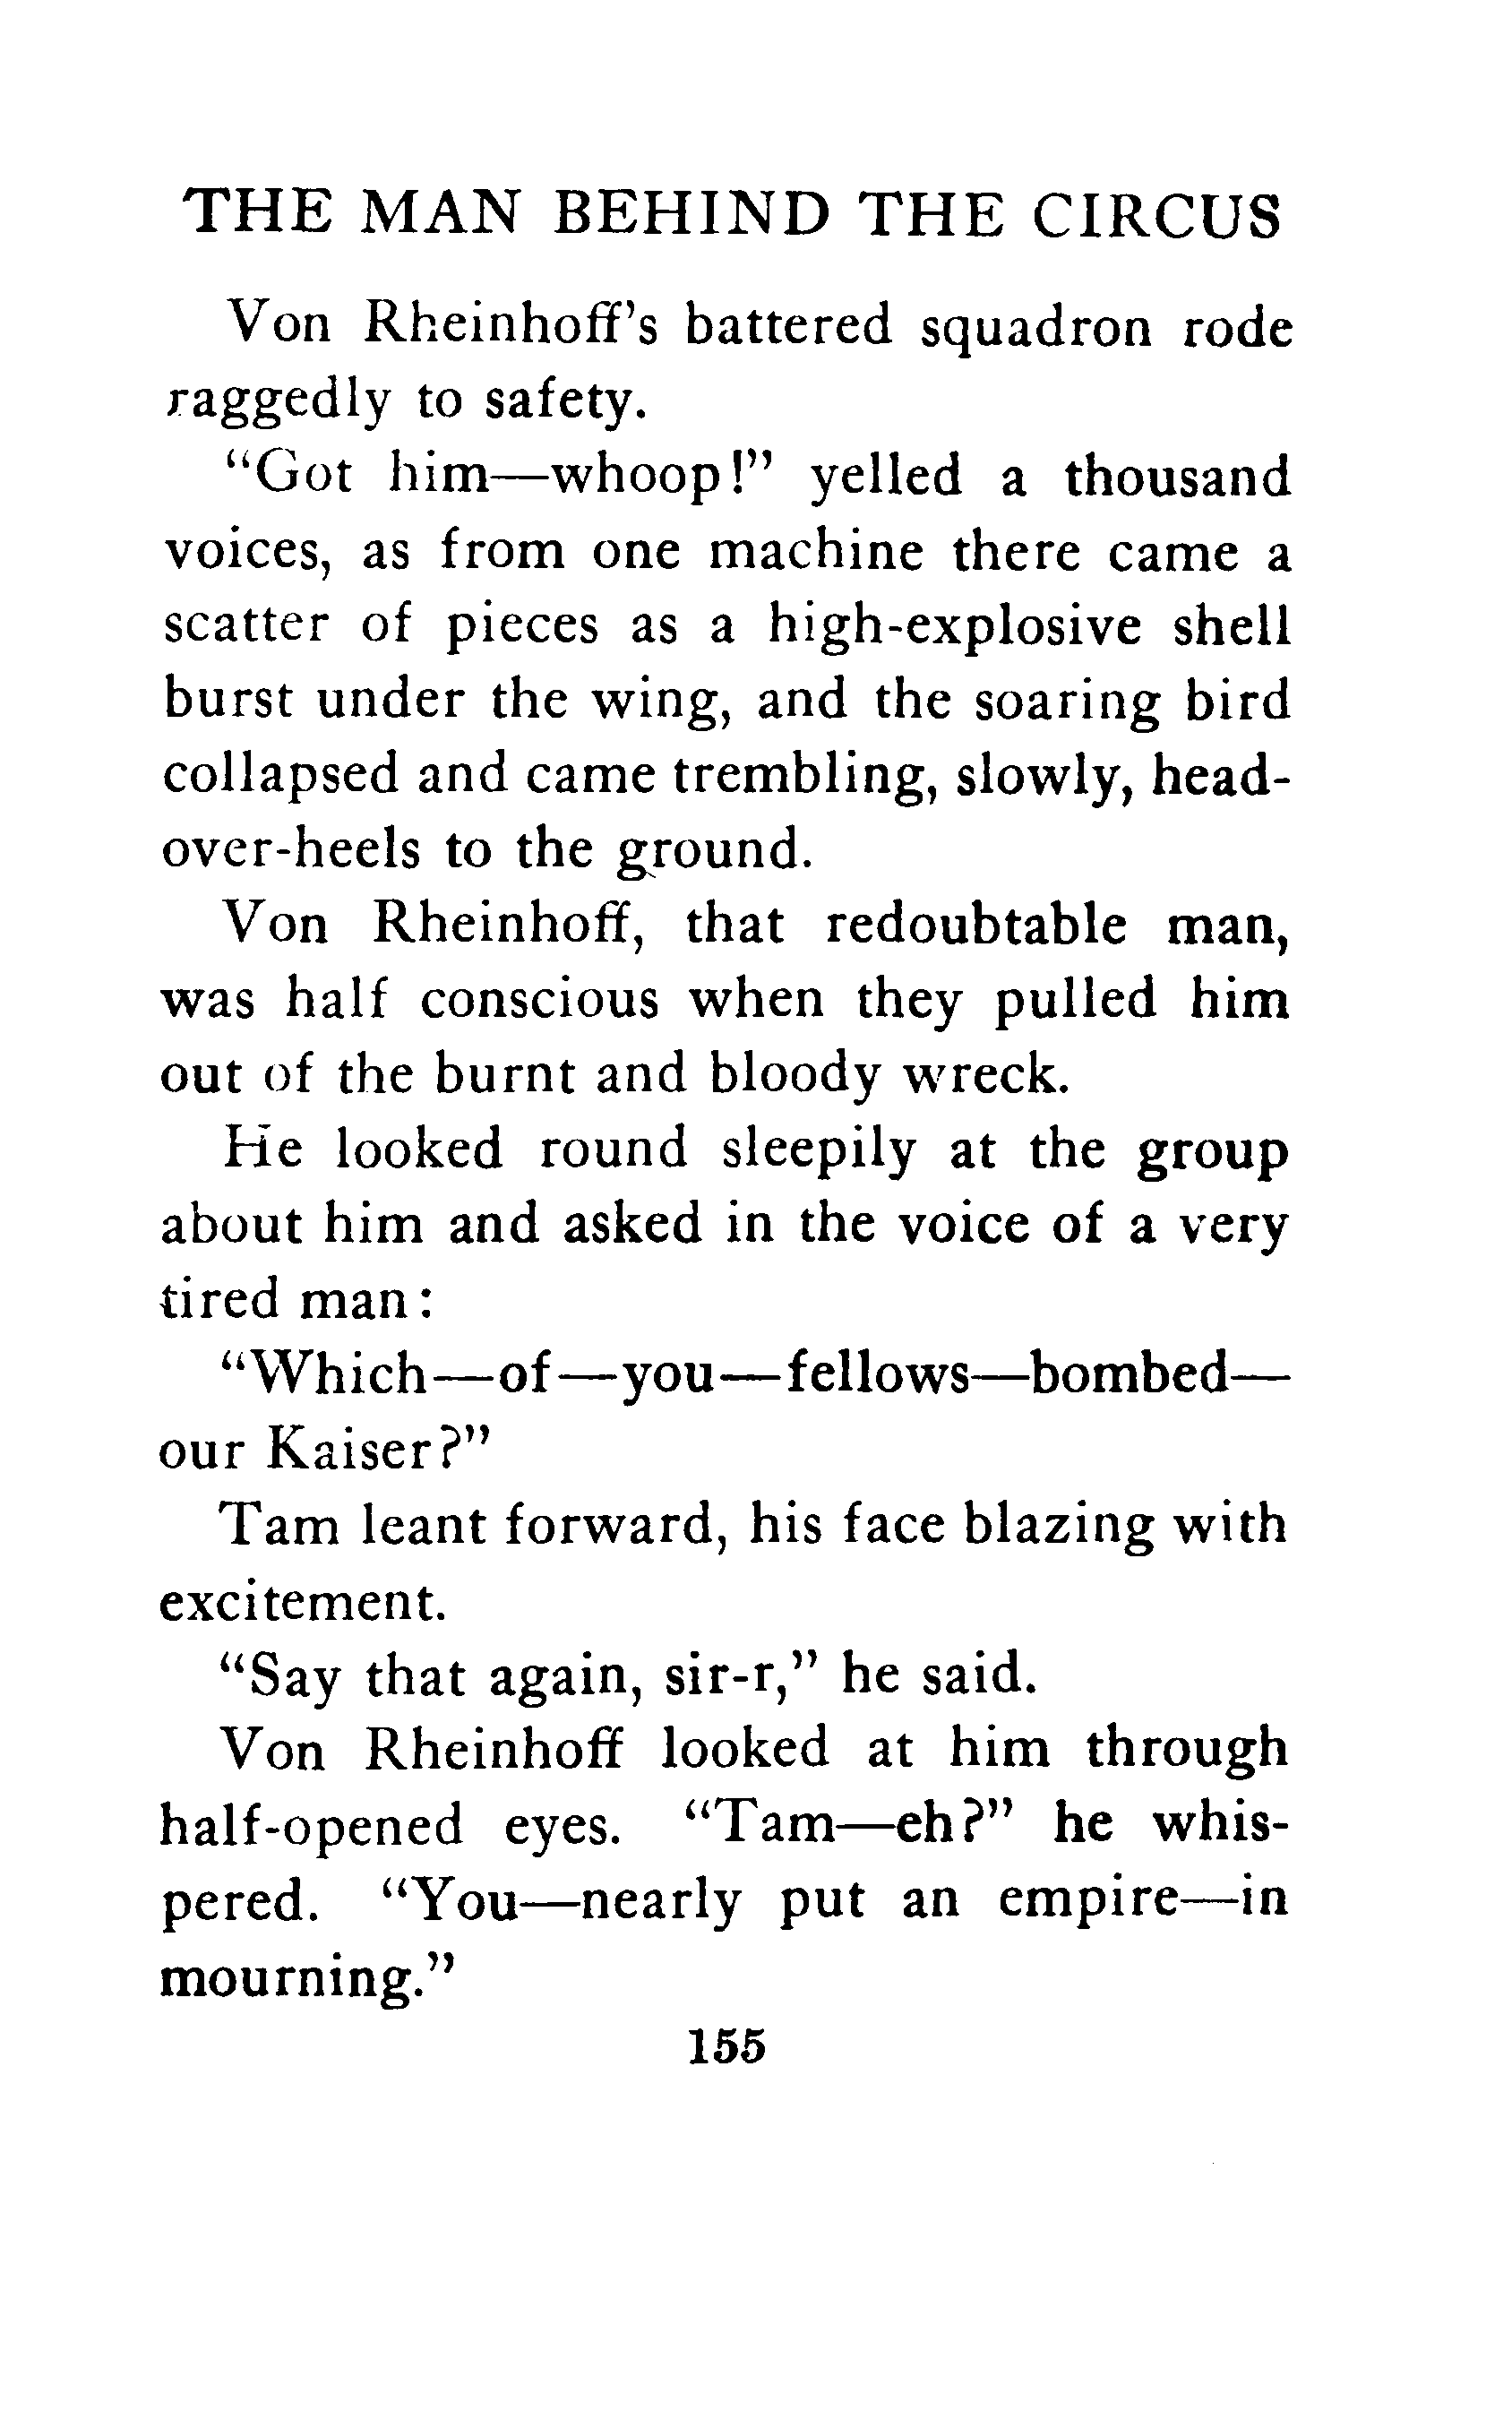 THE MAN BEHIND THE CIRCUS
Von Rheinhoff's battered squadron rode
raggedly to safety.
"Got him—whoop!" yelled a thousand
voices, as from one machine there came a
scatter of pieces as a high-explosive shell
burst under the wing, and the soaring bird
collapsed and came trembling, slowly, head-
over-heels to the ground.
Von Rheinhoff, that redoubtable man,
was half conscious when they pulled him
out of the burnt and bloody wreck.
He looked round sleepily at the group
about him and asked in the voice of a very
tired man:
"Which—of—you—fellows—bombed—
our Kaiser?"
Tam leant forward, his face blazing with
excitement.
"Say that again, sir-r," he said.
Von Rheinhoff looked at him through
half-opened eyes. "Tam—eh?" he whis-
pered. "You—nearly put an empire—in
mourning."
155